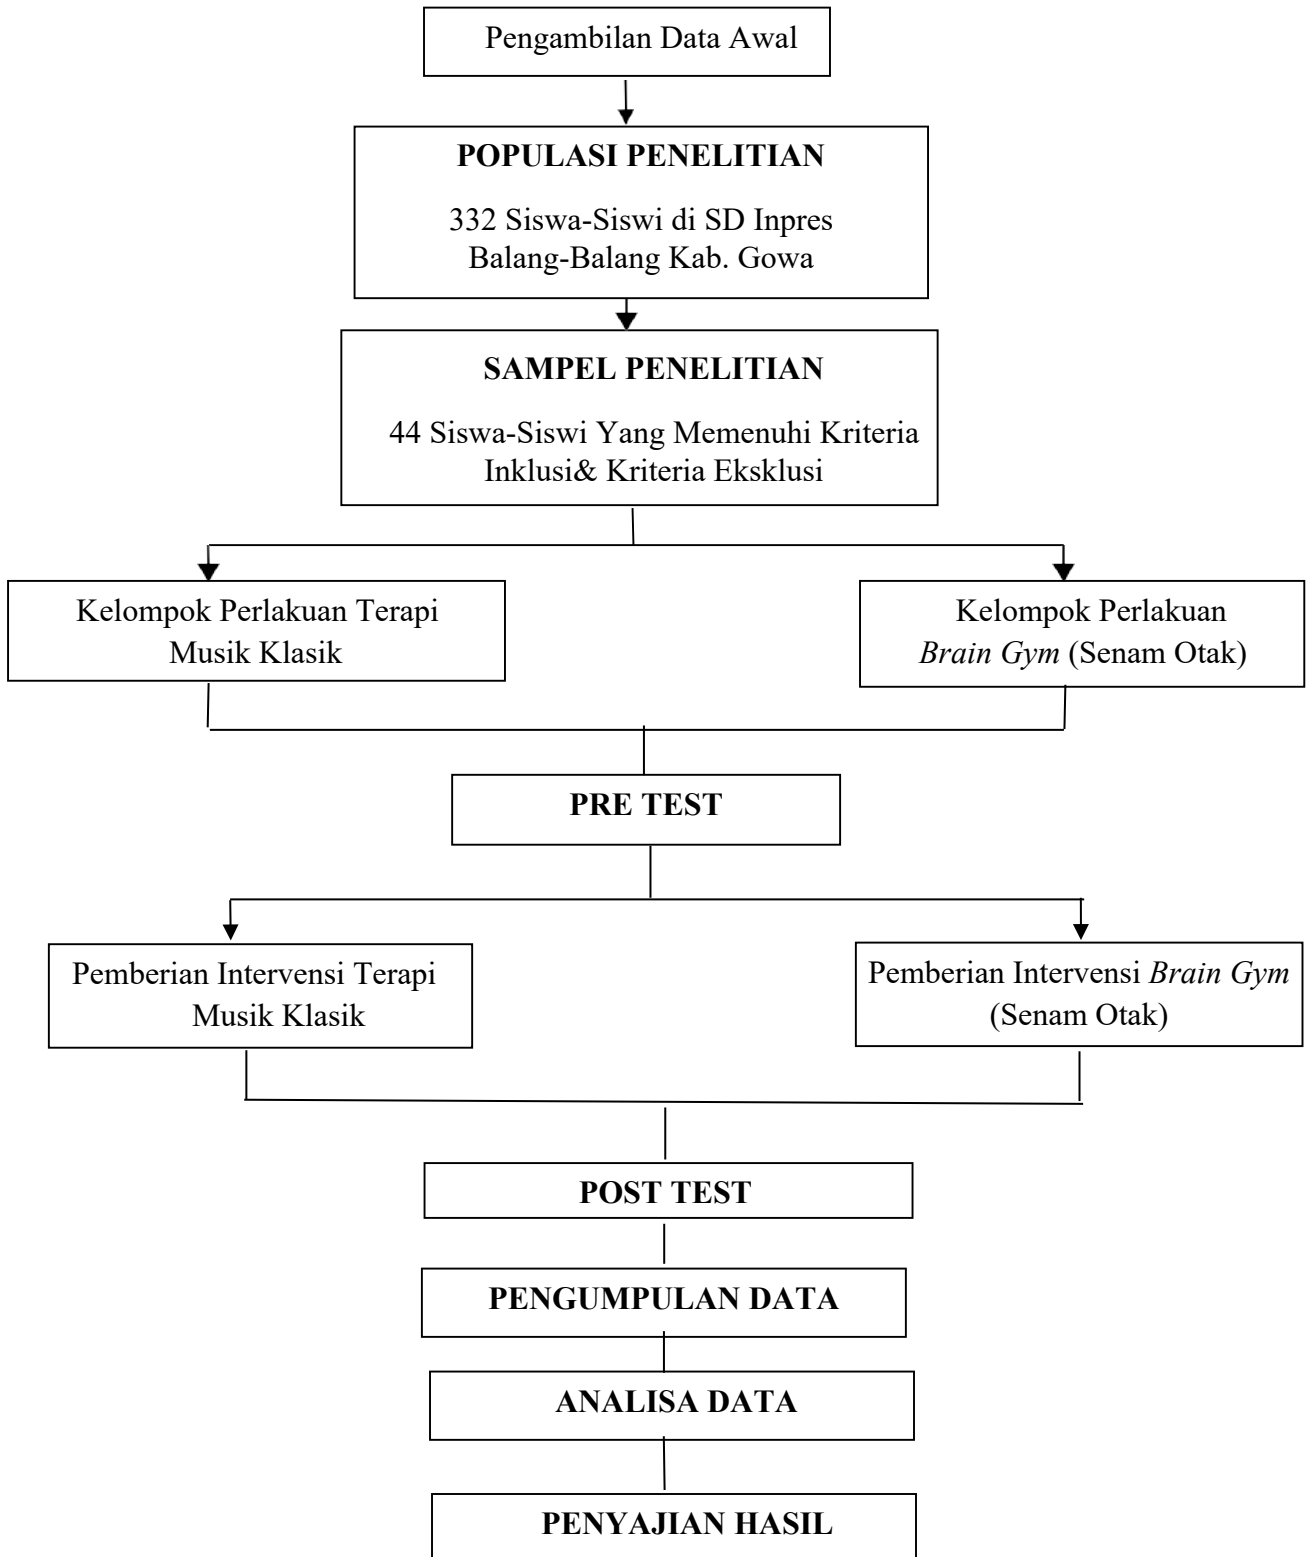 Pengambilan Data Awal
POPULASI PENELITIAN
332 Siswa-Siswi di SD Inpres
Balang-Balang Kab. Gowa
SAMPEL PENELITIAN
44 Siswa-Siswi Yang Memenuhi Kriteria
Inklusi& Kriteria Eksklusi
Kelompok Perlakuan Terapi
Musik Klasik
Kelompok Perlakuan
Brain Gym (Senam Otak)
PRE TEST
Pemberian Intervensi Terapi
Musik Klasik
Pemberian Intervensi Brain Gym
(Senam Otak)
POST TEST
PENGUMPULAN DATA
ANALISA DATA
PENYAJIAN HASIL